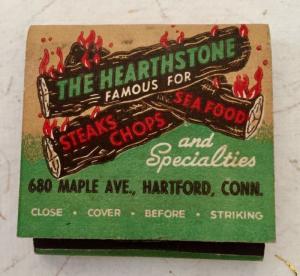 THE HEARTHSTONE
FAMOUS FOR
STEAKS
CHOPS
SEA FOOD
and
Specialties
680 MAPLE AVE., HARTFORD, CONN.
CLOSE • COVER • BEFORE • STRIKING